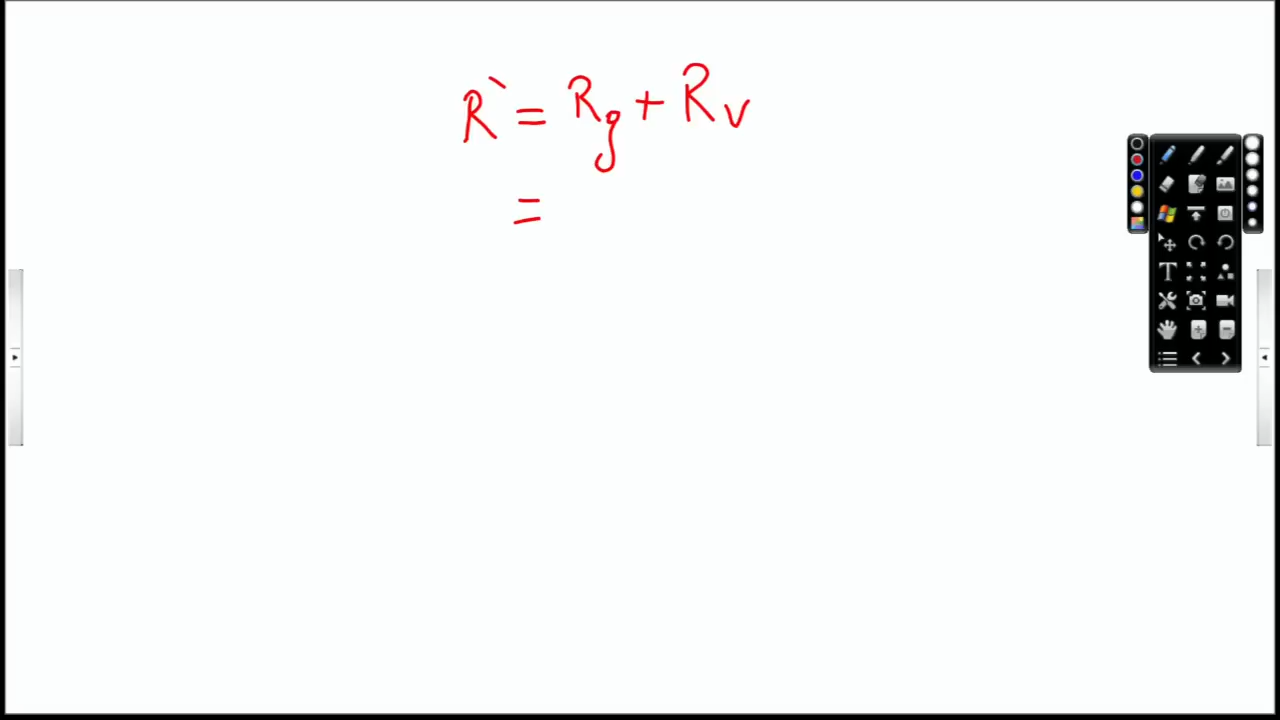 R` = Rg + Rv
=